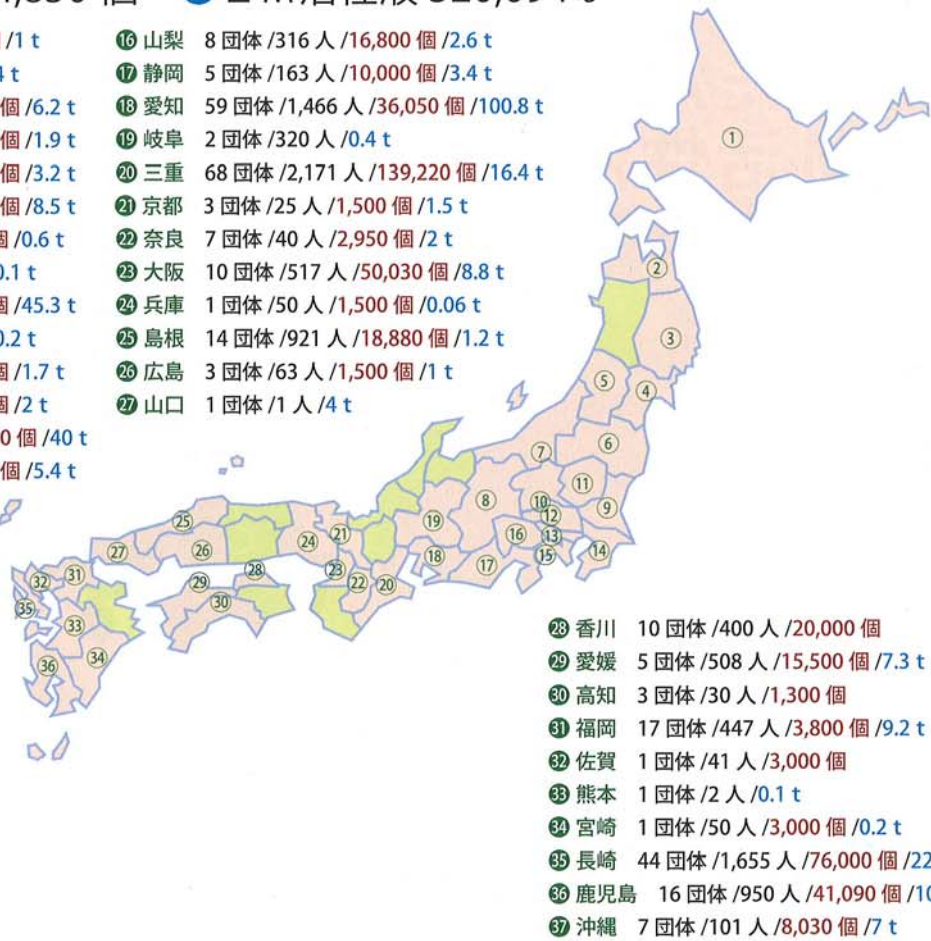 個 ❷ EM活性液
/1 t
t
個 /6.2 t
個 /1.9 t
個 /3.2 t
個 /8.5 t
/0.6 t
0.1 t
/45.3 t
0.2 t
/1.7 t
/2 t
0 個 /40 t
個 /5.4 t
⓰ 山梨 8 団体 /316 人 /16,800 個 /2.6 t
⓱ 静岡 5 団体 /163 人 /10,000 個 /3.4 t
⓲ 愛知 59 団体 /1,466 人 /36,050 個 /100.8 t
⓳ 岐阜 2 団体 /320 人 /0.4 t
⓴ 三重 68 団体 /2,171 人 /139,220 個 /16.4 t
㉑ 京都 3 団体 /25 人 /1,500 個 /1.5 t
㉒ 奈良 7 団体 /40 人 /2,950 個 /2 t
㉓ 大阪 10 団体 /517 人 /50,030 個 /8.8 t
㉔ 兵庫 1 団体 /50 人 /1,500 個 /0.06 t
㉕ 島根 14 団体 /921 人 /18,880 個 /1.2 t
㉖ 広島 3 団体 /63 人 /1,500 個 /1 t
㉗ 山口 1 団体 /1 人 /4 t
①
②
③
⑤ ④
⑦ ⑥
⑪
⑧ ⑩ ⑨
⑫
⑲ ⑯ ⑬
⑱ ⑰ ⑮ ⑭
㉕ ㉑
㉗ ㉖ ㉔
㉘ ㉓
㉙ ㉒ ⑳
㉚
㉜ ㉛
㉟
㉝
㊱ ㉞
㉘ 香川 10 団体 /400 人 /20,000 個
㉙ 愛媛 5 団体 /508 人 /15,500 個 /7.3 t
㉚ 高知 3 団体 /30 人 /1,300 個
㉛ 福岡 17 団体 /447 人 /3,800 個 /9.2 t
㉜ 佐賀 1 団体 /41 人 /3,000 個
㉝ 熊本 1 団体 /2 人 /0.1 t
㉞ 宮崎 1 団体 /50 人 /3,000 個 /0.2 t
㉟ 長崎 44 団体 /1,655 人 /76,000 個 /22
㊱ 鹿児島 16 団体 /950 人 /41,090 個 /10
㊲ 沖縄 7 団体 /101 人 /8,030 個 /7 t